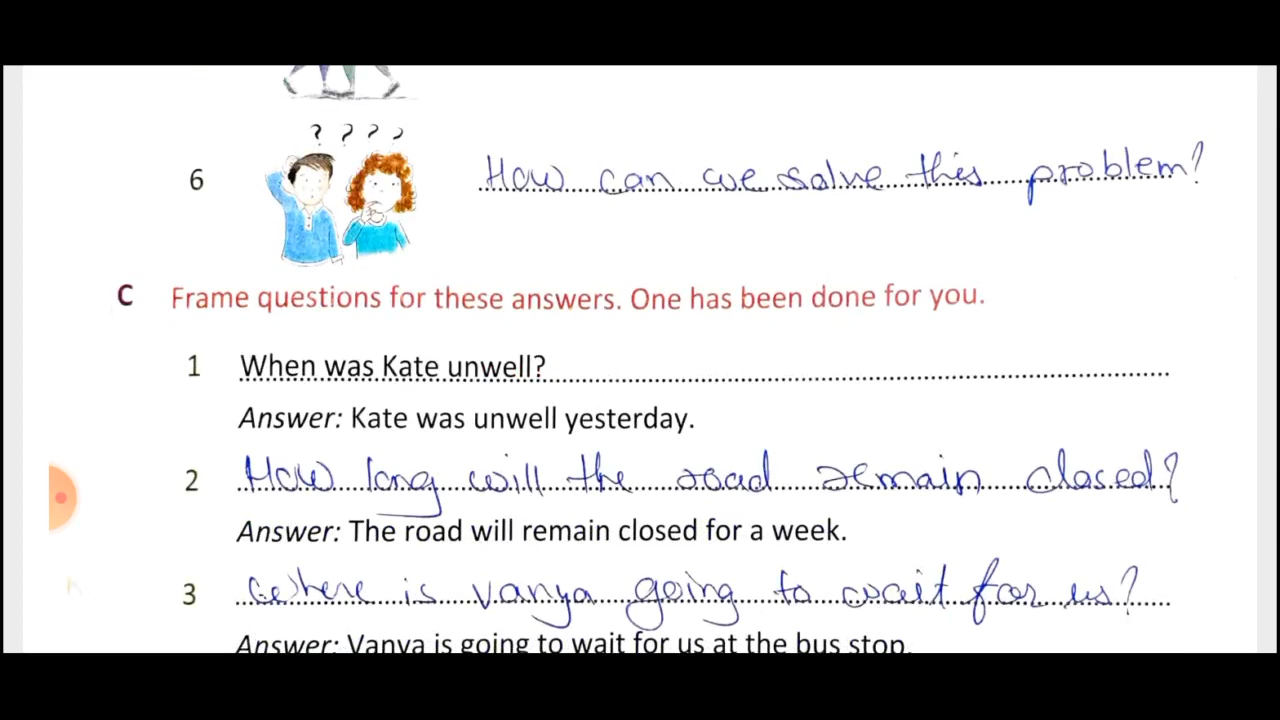 ? ? ? ?
6 How can we solve this problem?
C Frame questions for these answers. One has been done for you.
1 When was Kate unwell?
Answer: Kate was unwell yesterday.
2 How long will the road remain closed?
Answer: The road will remain closed for a week.
3 Where is vanya going to wait for us?
Answer: Vanya is going to wait for us at the bus stop.